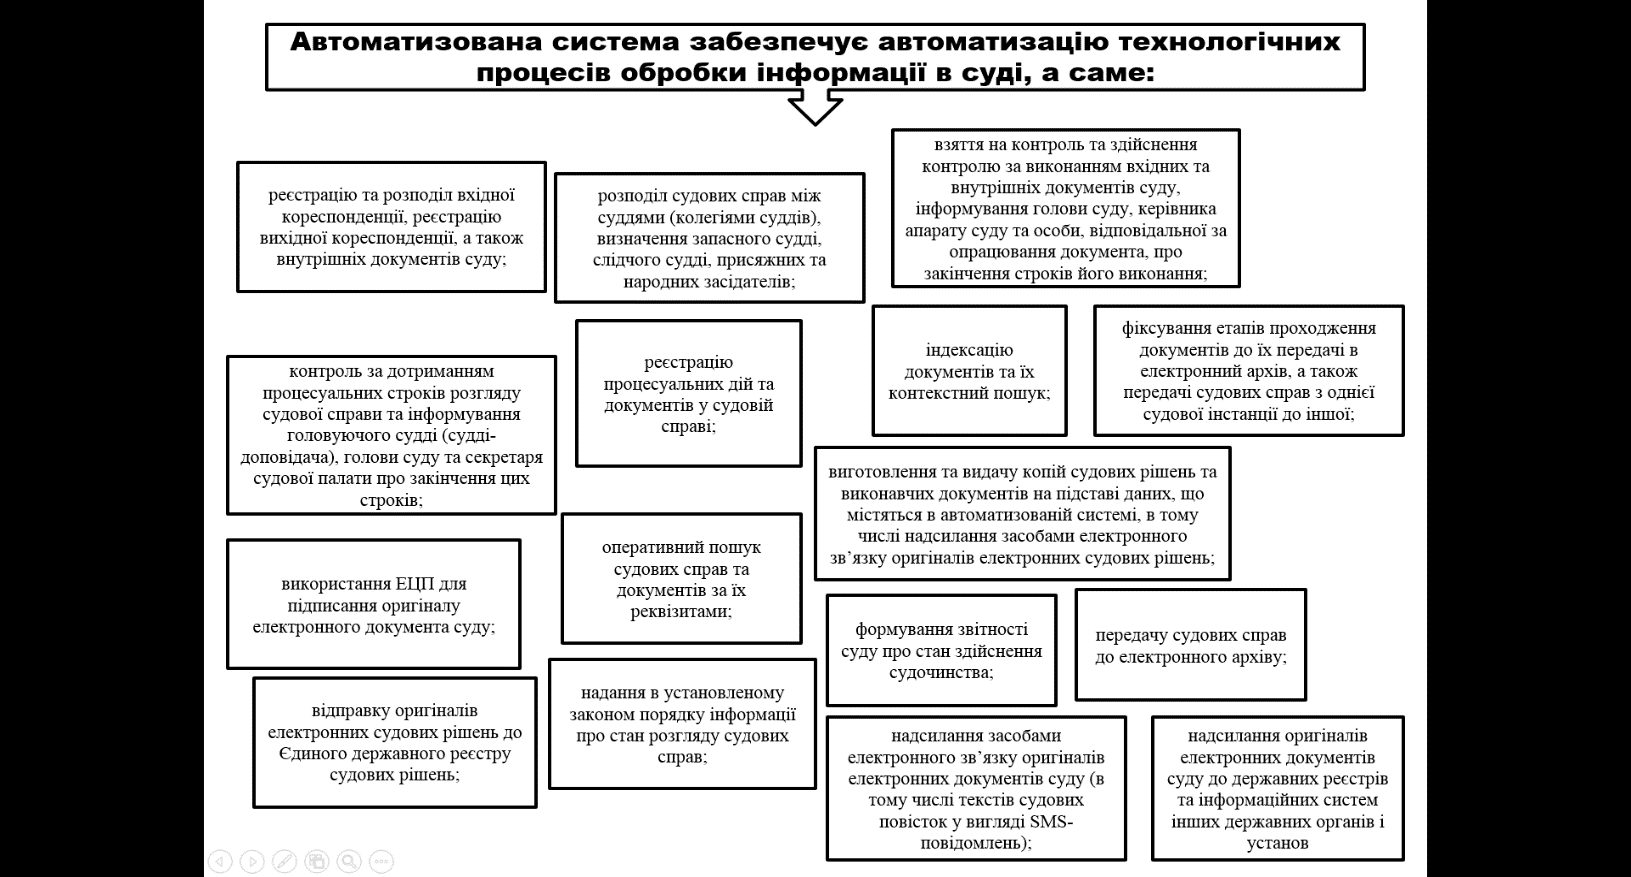 Автоматизована система забезпечує автоматизацію технологічних
процесів обробки інформації в суді, а саме:
реєстрацію та розподіл вхідної
кореспонденції, реєстрацію
вихідної кореспонденції, а також
внутрішніх документів суду;
розподіл судових справ між
суддями (колегіями суддів),
визначення запасного судді,
слідчого судді, присяжних та
народних засідателів;
взяття на контроль та здійснення
контролю за виконанням вхідних та
внутрішніх документів суду,
інформування голови суду, керівника
апарату суду та особи, відповідальної за
опрацювання документа, про
закінчення строків його виконання;
контроль за дотриманням
процесуальних строків розгляду
судової справи та інформування
головуючого судді (судді-
доповідача), голови суду та секретаря
судової палати про закінчення цих
строків;
реєстрацію
процесуальних дій та
документів у судовій
справі;
індексацію
документів та їх
контекстний пошук;
фіксування етапів проходження
документів до їх передачі в
електронний архів, а також
передачі судових справ з однієї
судової інстанції до іншої;
виготовлення та видачу копій судових рішень та
виконавчих документів на підставі даних, що
містяться в автоматизованій системі, в тому
числі надсилання засобами електронного
зв’язку оригіналів електронних судових рішень;
використання ЕЦП для
підписання оригіналу
електронного документа суду;
оперативний пошук
судових справ та
документів за їх
реквізитами;
формування звітності
суду про стан здійснення
судочинства;
передачу судових справ
до електронного архіву;
відправку оригіналів
електронних судових рішень до
Єдиного державного реєстру
судових рішень;
надання в установленому
законом порядку інформації
про стан розгляду судових
справ;
надсилання засобами
електронного зв’язку оригіналів
електронних документів суду (в
тому числі текстів судових
повісток у вигляді SMS-
повідомлень);
надсилання оригіналів
електронних документів
суду до державних реєстрів
та інформаційних систем
інших державних органів і
установ